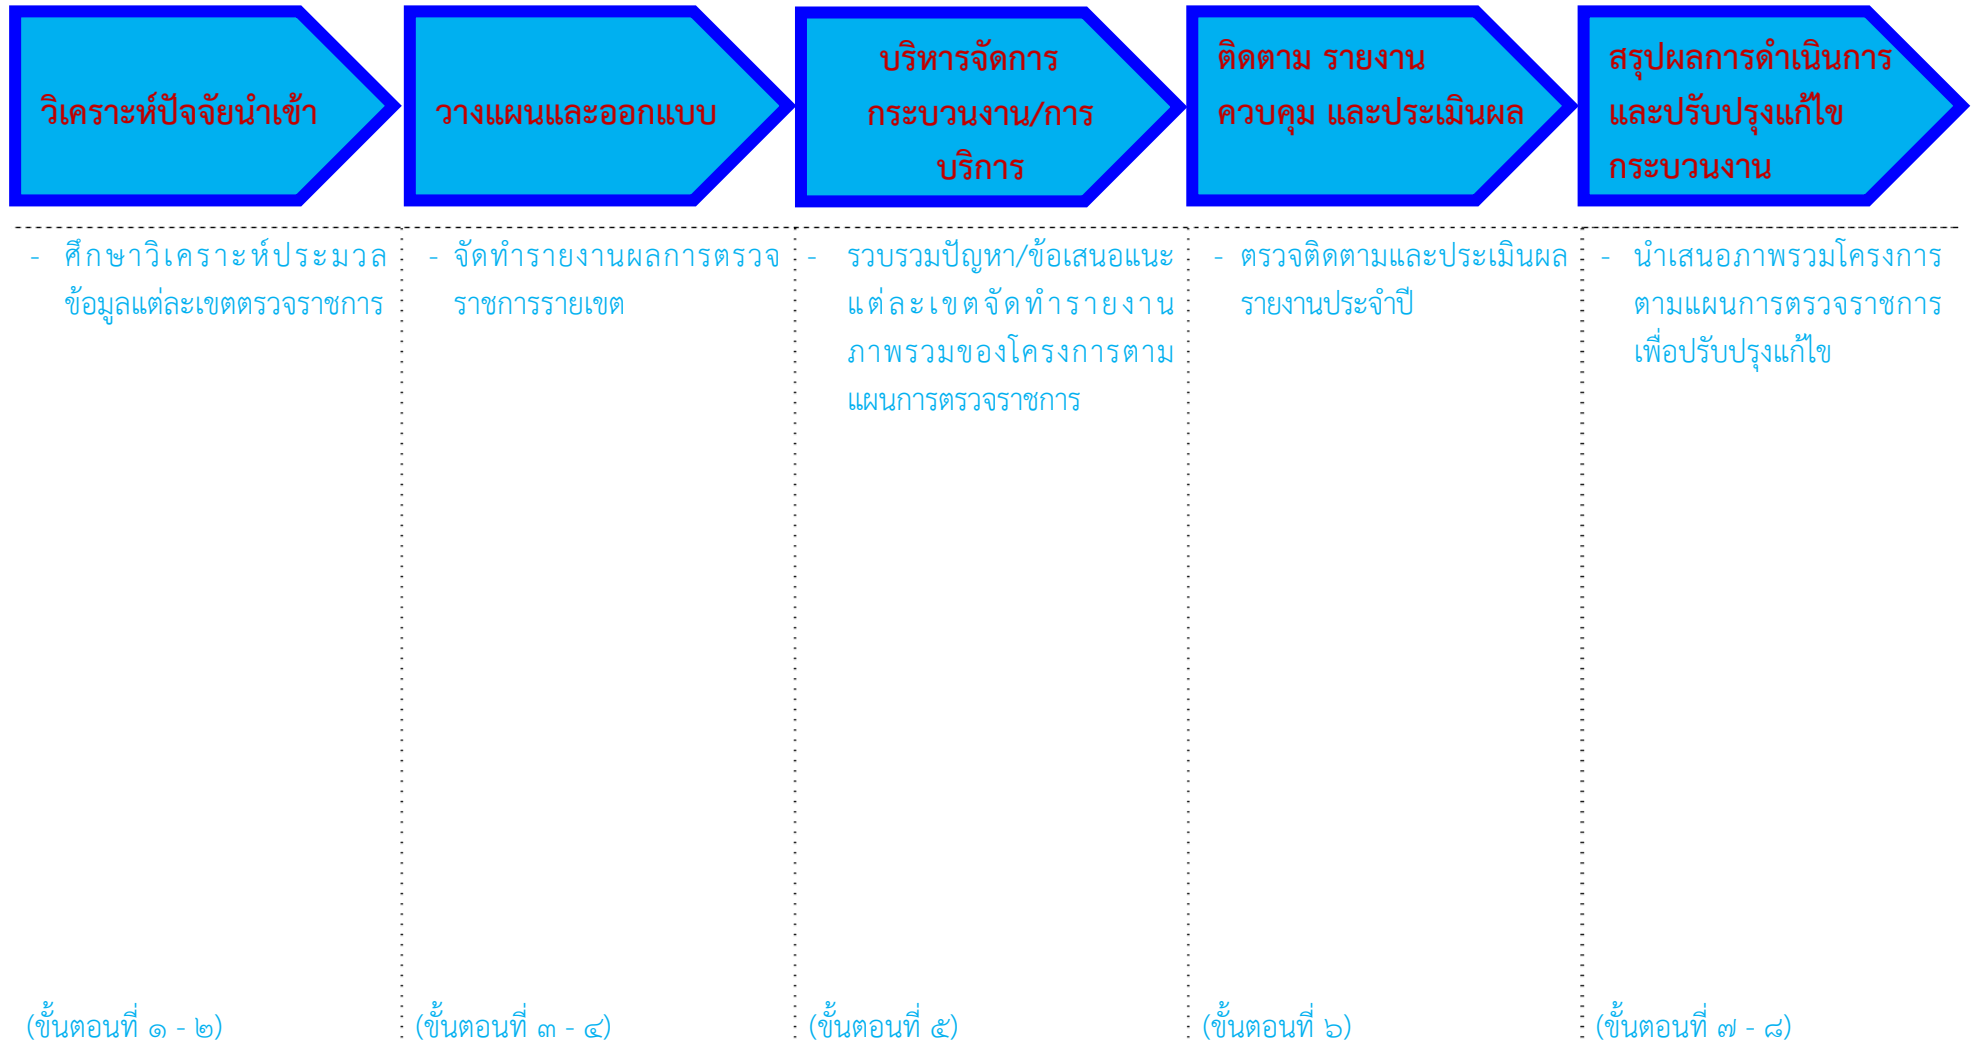 วิเคราะห์ปัจจัยนำเข้า
วางแผนและออกแบบ
บริหารจัดการ
กระบวนงาน/การ
บริการ
ติดตาม รายงาน
ควบคุม และประเมินผล
สรุปผลการดำเนินการ
และปรับปรุงแก้ไข
กระบวนงาน
- ศึกษาวิเคราะห์ประมวล
ข้อมูลแต่ละเขตตรวจราชการ
- จัดทำรายงานผลการตรวจ
ราชการรายเขต
- รวบรวมปัญหา/ข้อเสนอแนะ
แต่ละเขตจัดทำรายงาน
ภาพรวมของโครงการตาม
แผนการตรวจราชการ
- ตรวจติดตามและประเมินผล
รายงานประจำปี
- นำเสนอภาพรวมโครงการ
ตามแผนการตรวจราชการ
เพื่อปรับปรุงแก้ไข
(ขั้นตอนที่ ๑ - ๒)
(ขั้นตอนที่ ๓ - ๔)
(ขั้นตอนที่ ๕)
(ขั้นตอนที่ ๖)
(ขั้นตอนที่ ๗ - ๘)